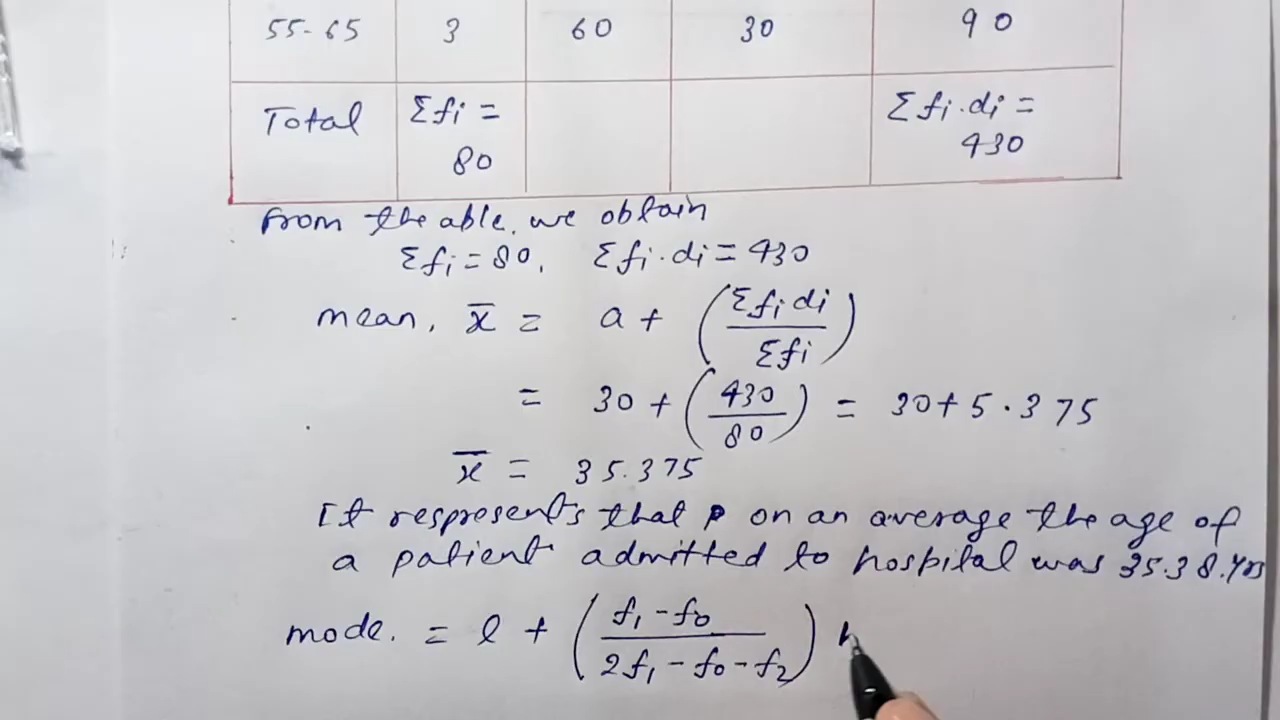 55-65 3 60 30 90
Total Σfi = 80 Σfi.di = 430
From the able, we obtain
Σfi = 80, Σfi.di = 430
mean, x̄ = a + (Σfidi / Σfi)
= 30 + (430 / 80) = 30 + 5.375
x̄ = 35.375
It respresents that on an average the age of
a patient admitted to hospital was 35.38.yrs
mode. = l + (f1 - f0 / 2f1 - f0 - f2)